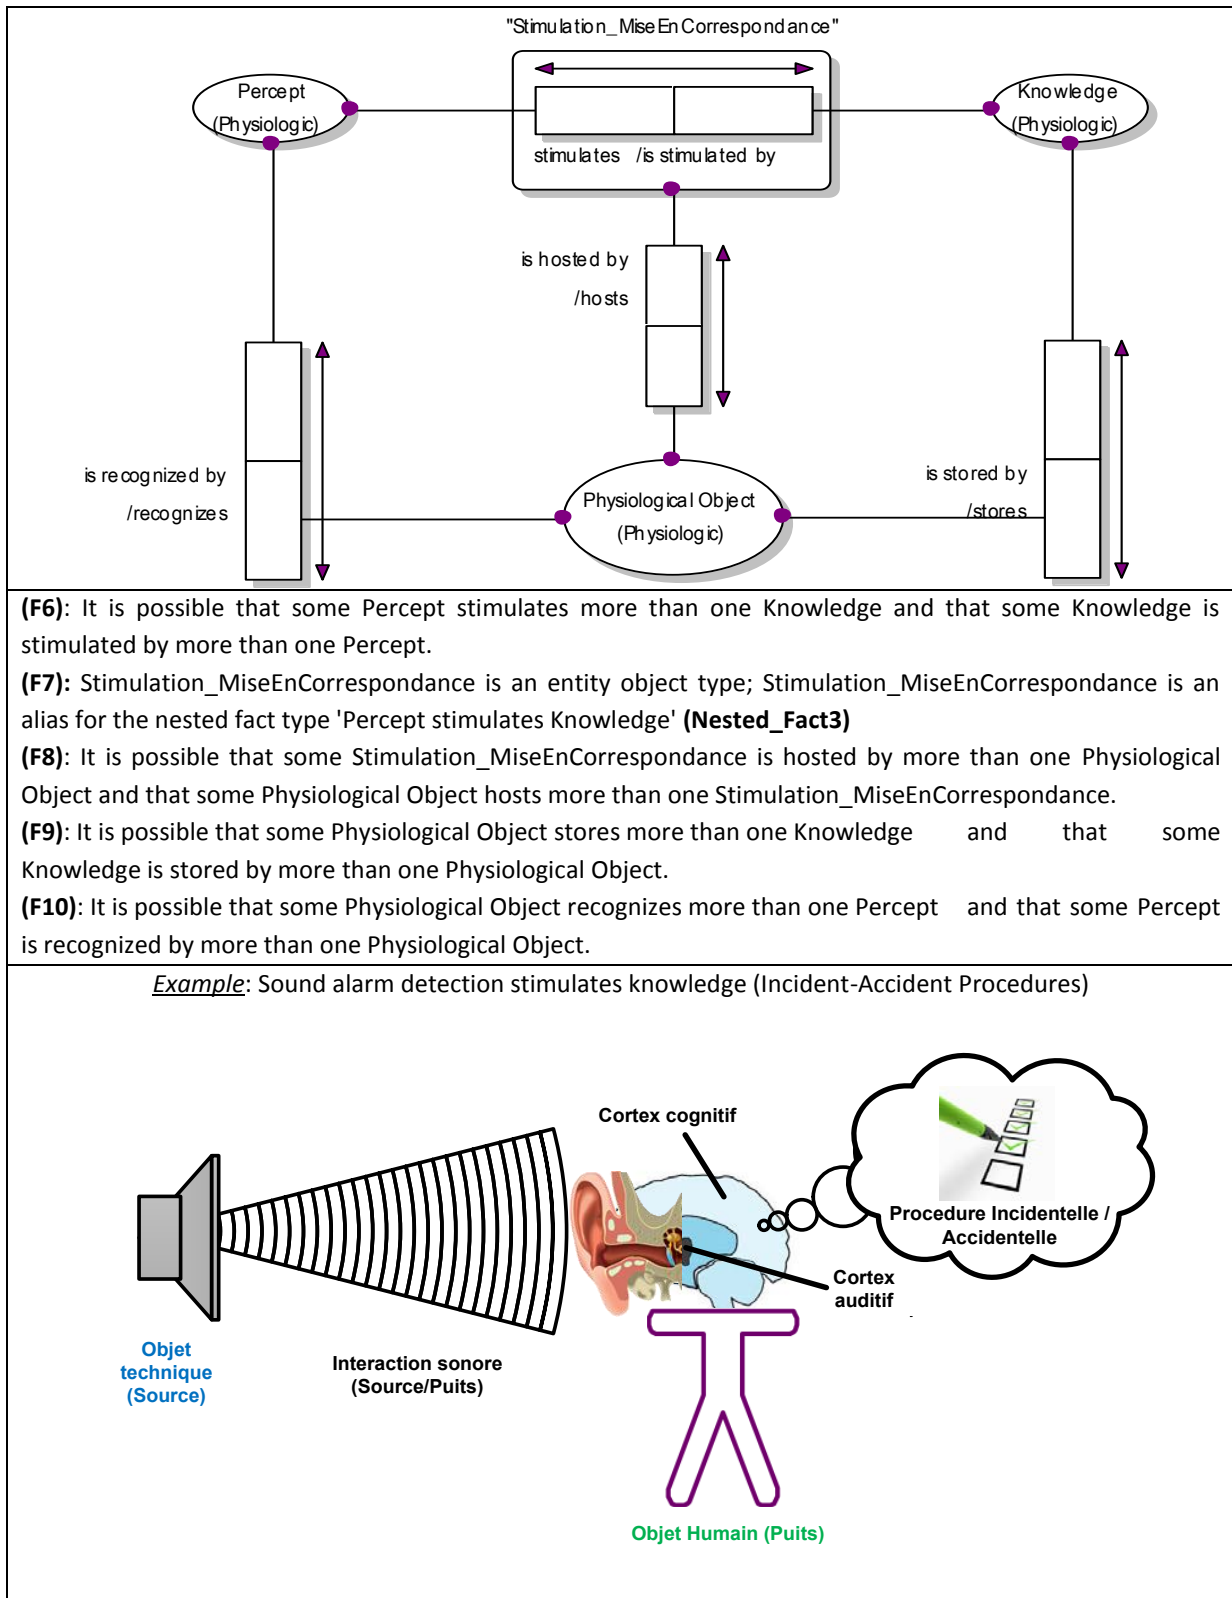 "Stimulation_MiseEnCorrespondance"
Percept
(Physiologic)
Knowledge
(Physiologic)
stimulates /is stimulated by
is hosted by
/hosts
is recognized by
/recognizes
Physiological Object
(Physiologic)
is stored by
/stores
(F6): It is possible that some Percept stimulates more than one Knowledge and that some Knowledge is
stimulated by more than one Percept.
(F7): Stimulation_MiseEnCorrespondance is an entity object type; Stimulation_MiseEnCorrespondance is an
alias for the nested fact type 'Percept stimulates Knowledge' (Nested_Fact3)
(F8): It is possible that some Stimulation_MiseEnCorrespondance is hosted by more than one Physiological
Object and that some Physiological Object hosts more than one Stimulation_MiseEnCorrespondance.
(F9): It is possible that some Physiological Object stores more than one Knowledge and that some
Knowledge is stored by more than one Physiological Object.
(F10): It is possible that some Physiological Object recognizes more than one Percept and that some Percept
is recognized by more than one Physiological Object.
Example: Sound alarm detection stimulates knowledge (Incident-Accident Procedures)
Cortex cognitif
Procedure Incidentelle /
Accidentelle
Cortex
auditif
Objet
technique
(Source)
Interaction sonore
(Source/Puits)
Objet Humain (Puits)